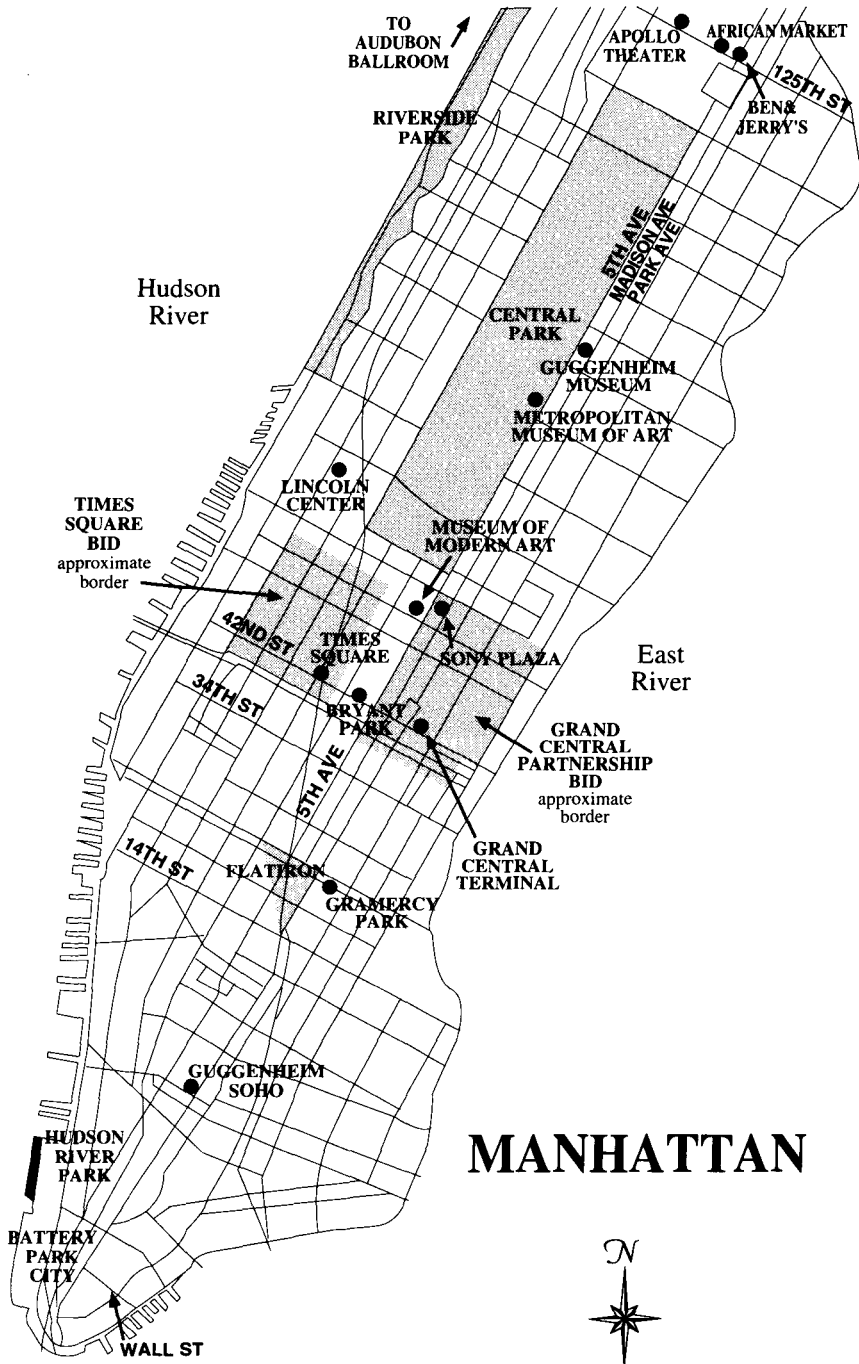 TO
AUDUBON
BALLROOM
APOLLO
THEATER
AFRICAN MARKET
125TH ST
BEN&
JERRY'S
RIVERSIDE
PARK
5TH AVE
MADISON AVE
PARK AVE
Hudson
River
CENTRAL
PARK
GUGGENHEIM
MUSEUM
METROPOLITAN
MUSEUM OF ART
LINCOLN
CENTER
TIMES
SQUARE
BID
approximate
border
MUSEUM OF
MODERN ART
42ND ST
TIMES
SQUARE
SONY PLAZA
East
River
34TH ST
BRYANT
PARK
GRAND
CENTRAL
PARTNERSHIP
BID
approximate
border
5TH AVE
GRAND
CENTRAL
TERMINAL
14TH ST
FLATIRON
GRAMERCY
PARK
GUGGENHEIM
SOHO
HUDSON
RIVER
PARK
MANHATTAN
BATTERY
PARK
CITY
N
WALL ST